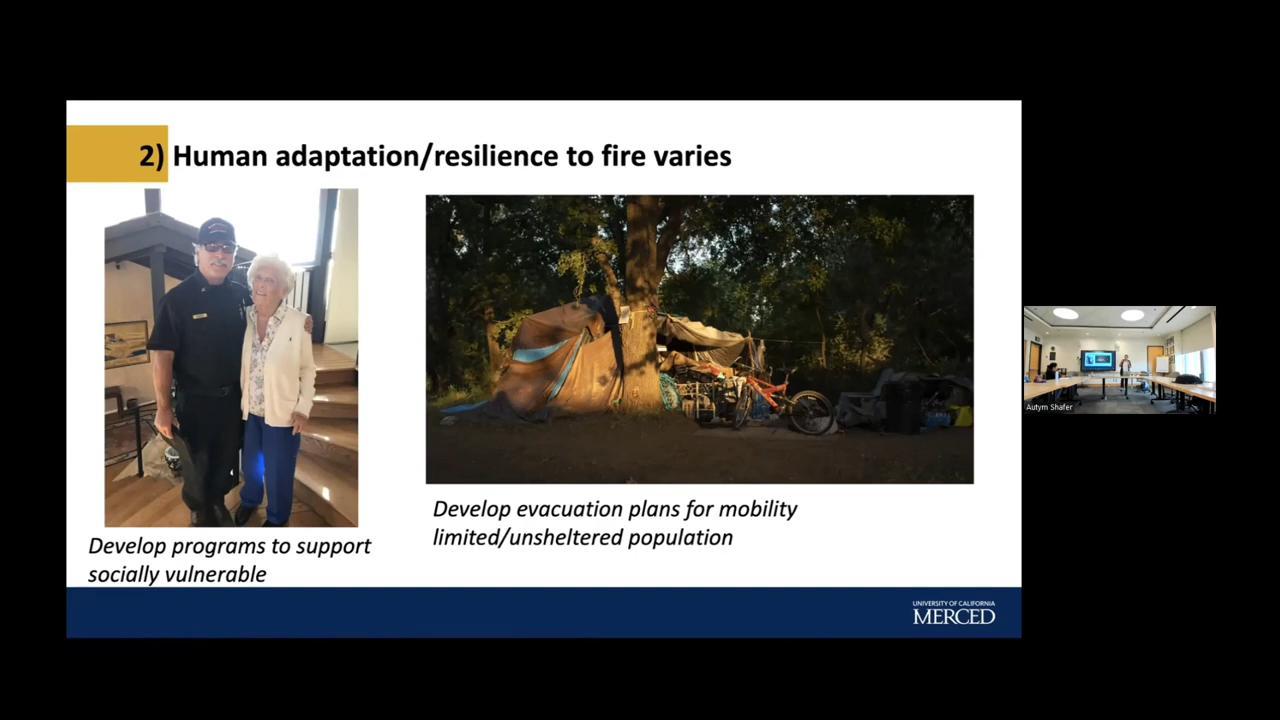 2) Human adaptation/resilience to fire varies
Develop programs to support
socially vulnerable
Develop evacuation plans for mobility
limited/unsheltered population
UNIVERSITY OF CALIFORNIA
MERCED
Autym Shafer